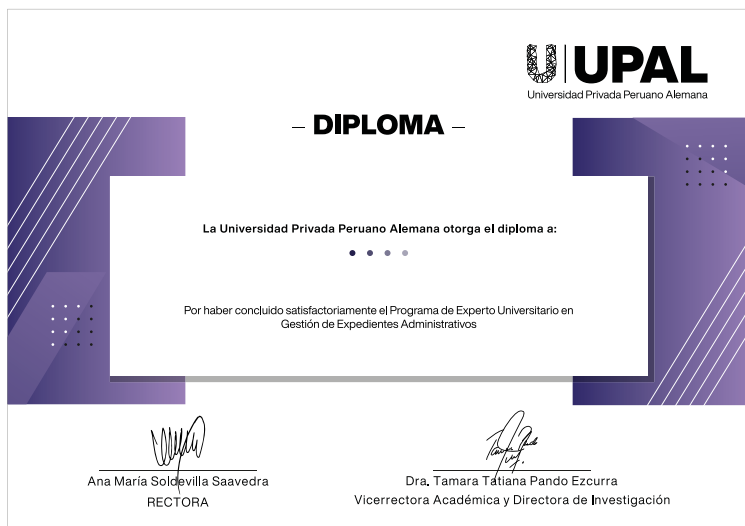 UPAL
Universidad Privada Peruano Alemana
– DIPLOMA –
La Universidad Privada Peruano Alemana otorga el diploma a:
Por haber concluido satisfactoriamente el Programa de Experto Universitario en
Gestión de Expedientes Administrativos
Ana María Soldevilla Saavedra
RECTORA
Dra. Tamara Tatiana Pando Ezcurra
Vicerrectora Académica y Directora de Investigación